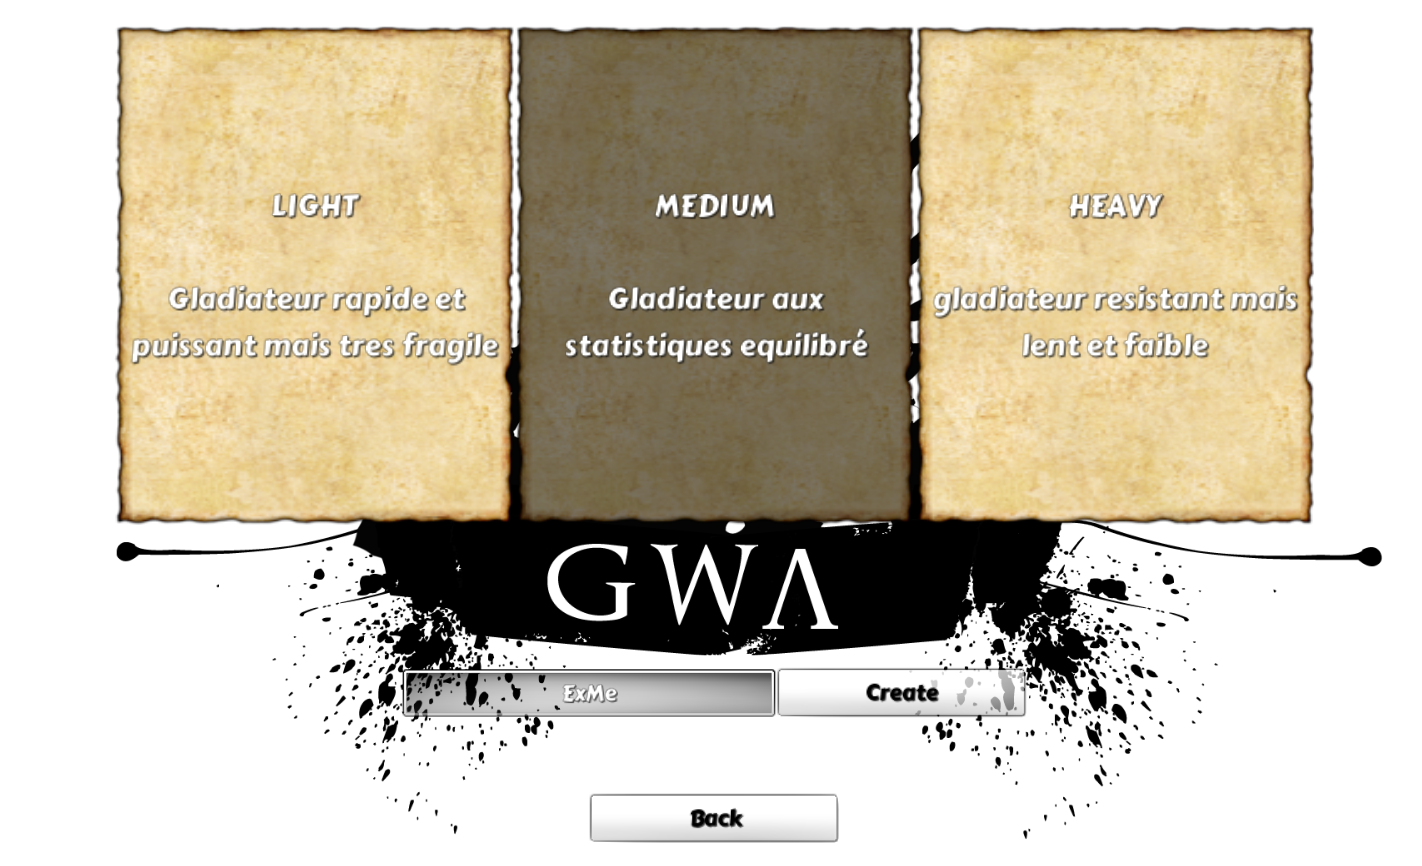 LIGHT
Gladiateur rapide et
puissant mais tres fragile
MEDIUM
Gladiateur aux
statistiques equilibré
HEAVY
gladiateur resistant mais
lent et faible
GWΛ
ExMe
Create
Back